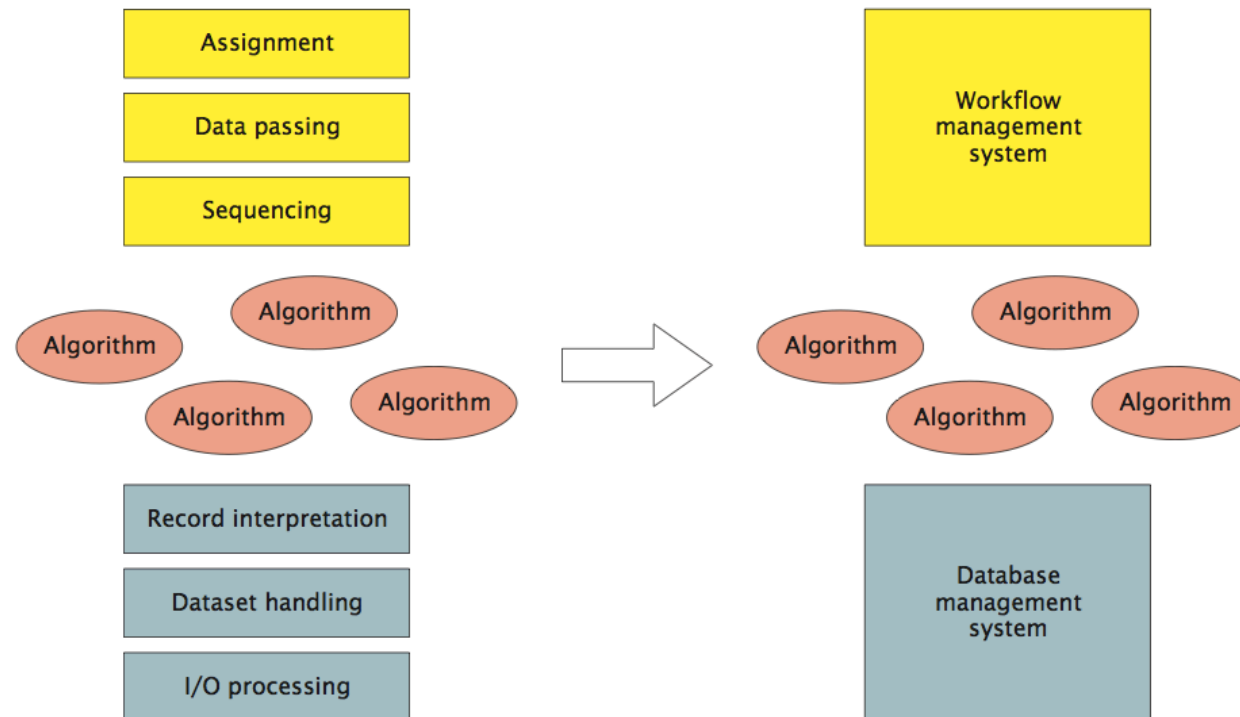 Assignment
Data passing
Sequencing
Algorithm
Algorithm
Algorithm
Algorithm
Record interpretation
Dataset handling
I/O processing
Workflow
management
system
Algorithm
Algorithm
Algorithm
Algorithm
Database
management
system